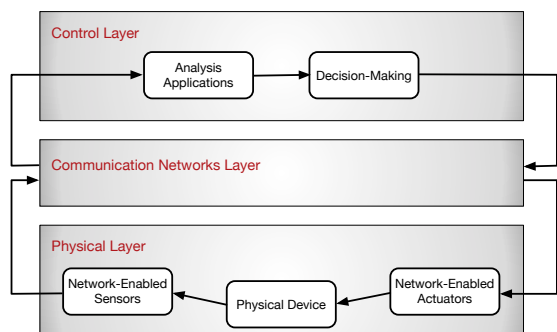 Control Layer
Analysis
Applications
Decision-Making
Communication Networks Layer
Physical Layer
Network-Enabled
Sensors
Physical Device
Network-Enabled
Actuators